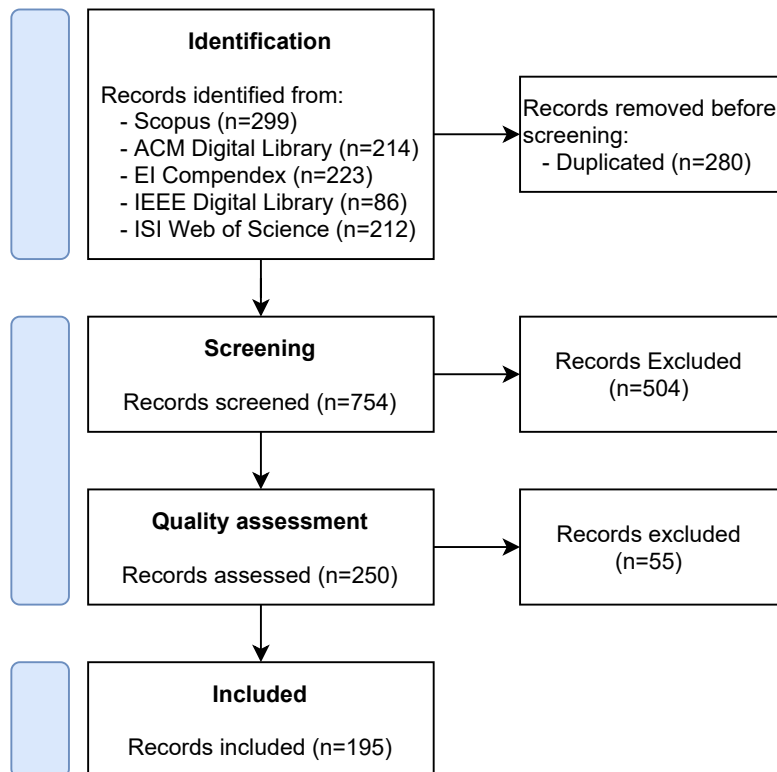 Identification
Records identified from:
- Scopus (n=299)
- ACM Digital Library (n=214)
- EI Compendex (n=223)
- IEEE Digital Library (n=86)
- ISI Web of Science (n=212)
Records removed before
screening:
- Duplicated (n=280)
Screening
Records screened (n=754)
Records Excluded
(n=504)
Quality assessment
Records assessed (n=250)
Records excluded
(n=55)
Included
Records included (n=195)